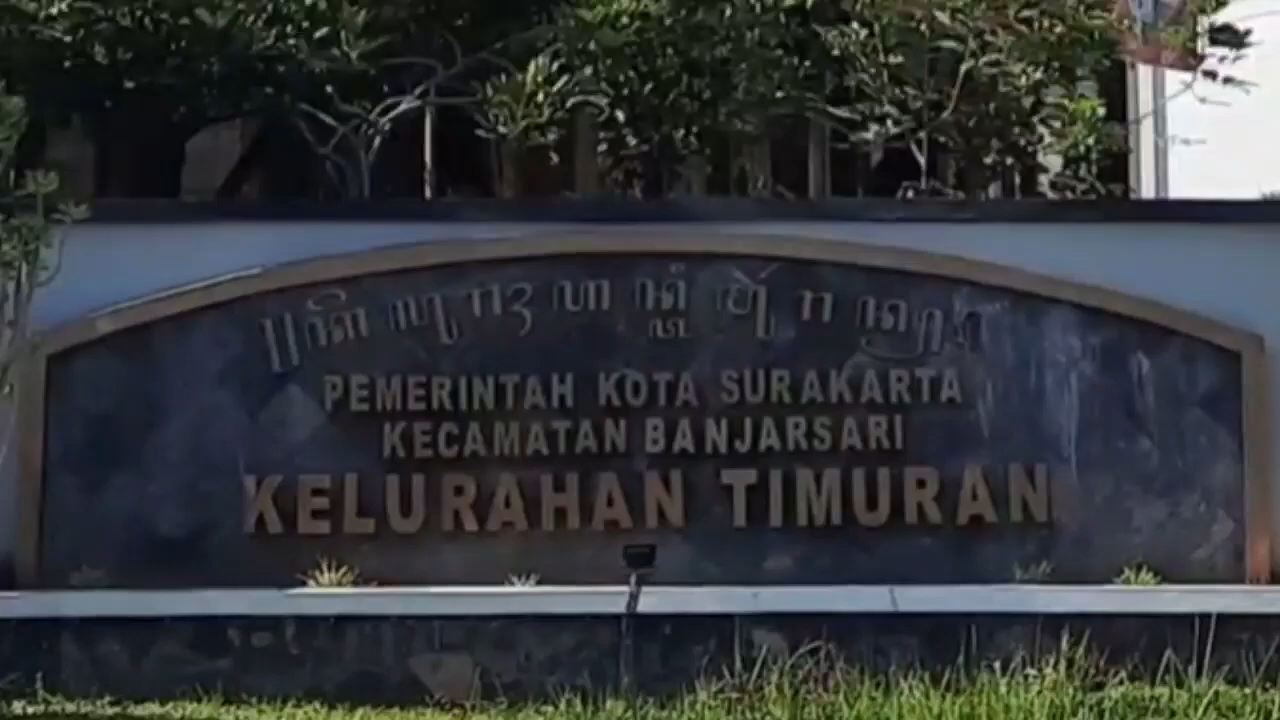 PEMERINTAH KOTA SURAKARTA
KECAMATAN BANJARSARI
KELURAHAN TIMURAN